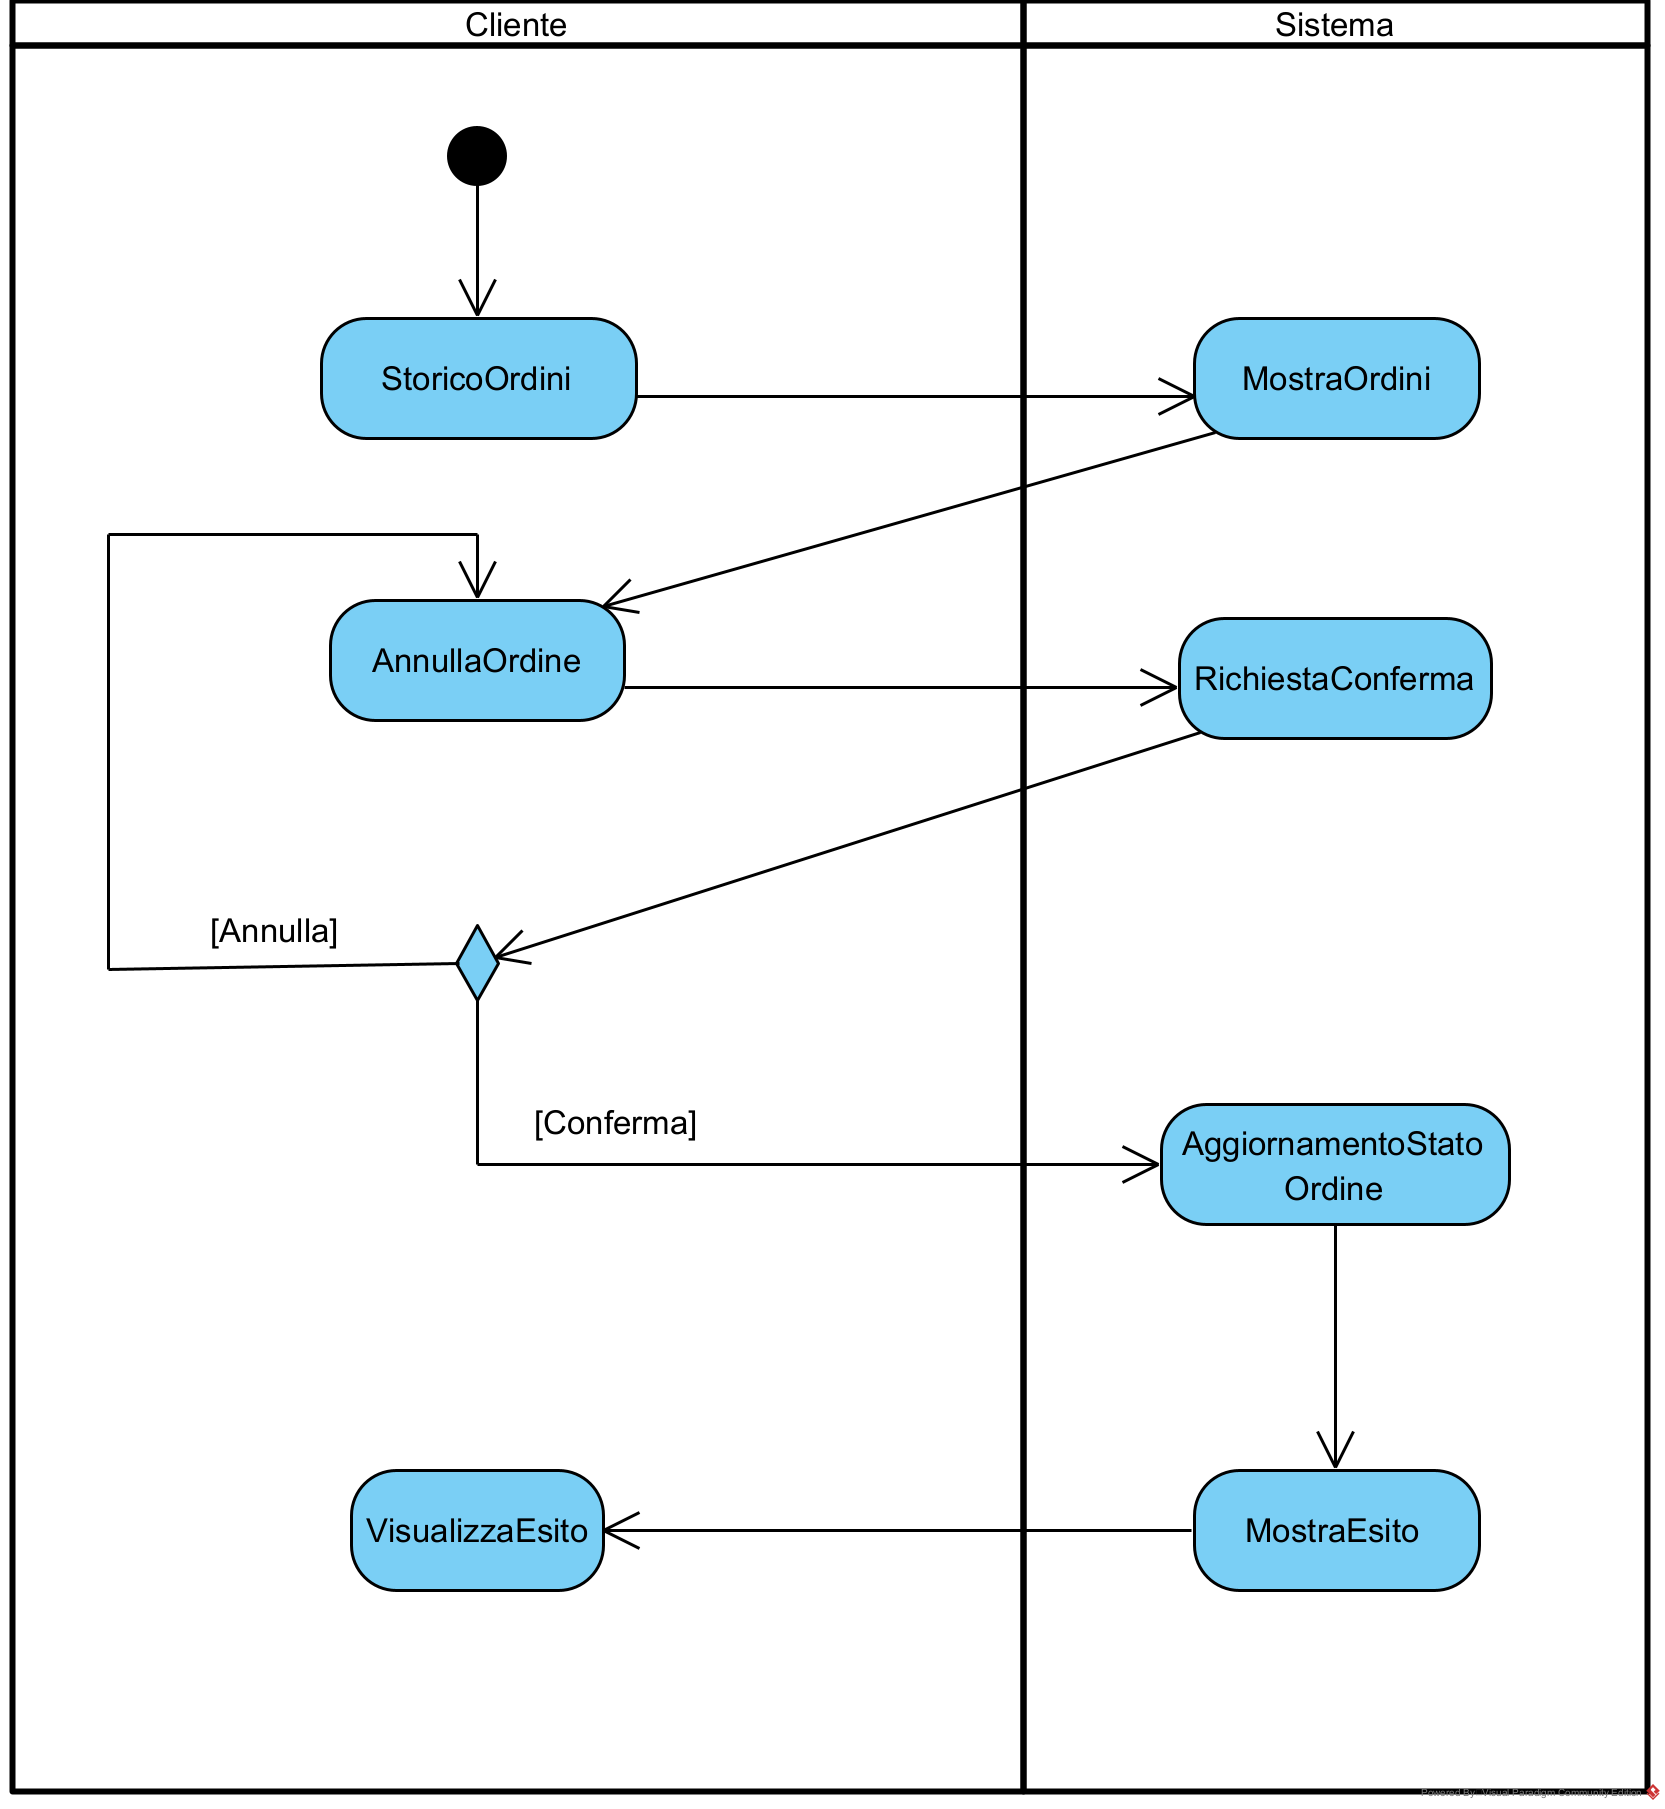 Cliente
Sistema
StoricoOrdini
MostraOrdini
AnnullaOrdine
RichiestaConferma
[Annulla]
[Conferma]
AggiornamentoStato
Ordine
VisualizzaEsito
MostraEsito
Powered By Visual Paradigm Community Edition